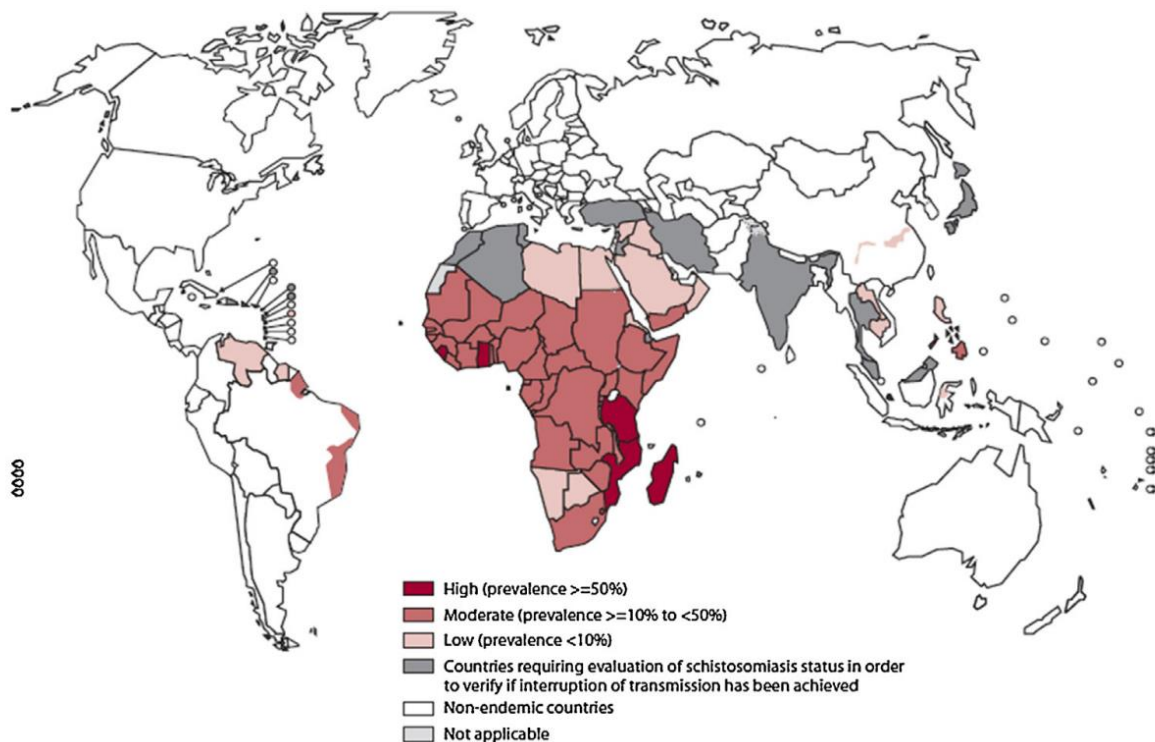 High (prevalence >=50%)
Moderate (prevalence >=10% to <50%)
Low (prevalence <10%)
Countries requiring evaluation of schistosomiasis status in order
to verify if interruption of transmission has been achieved
Non-endemic countries
Not applicable